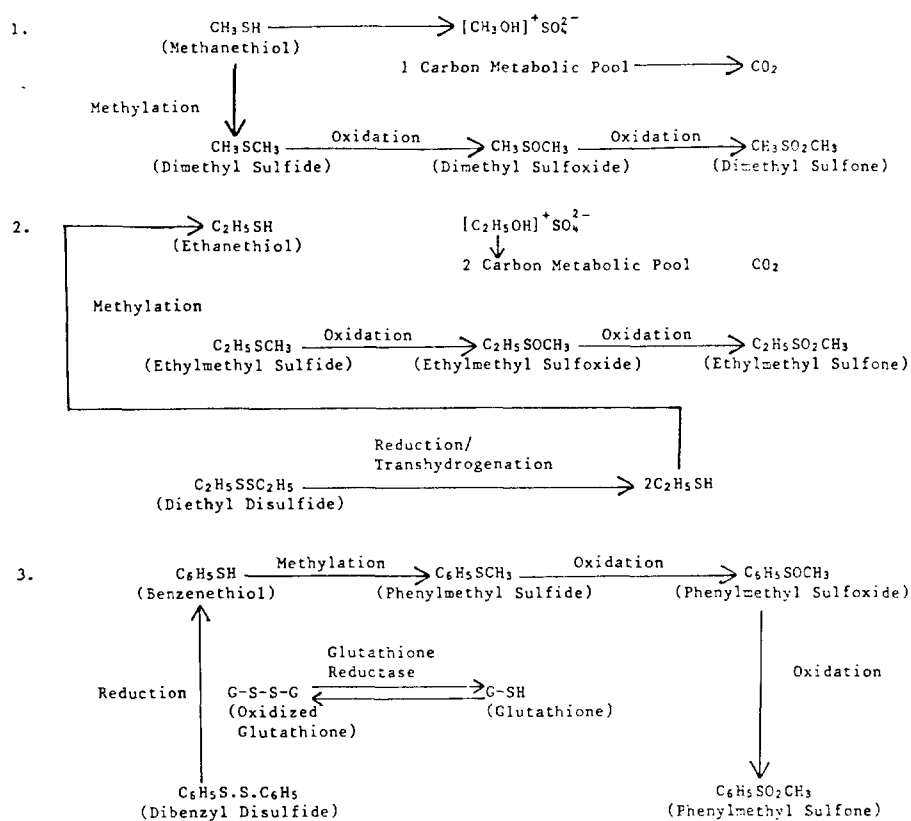 1.
CH₃SH [CH₃OH]⁺SO₄²⁻
(Methanethiol)
1 Carbon Metabolic Pool CO₂
Methylation
CH₃SCH₃ Oxidation CH₃SOCH₃ Oxidation CH₃SO₂CH₃
(Dimethyl Sulfide) (Dimethyl Sulfoxide) (Dimethyl Sulfone)
2.
C₂H₅SH [C₂H₅OH]⁺SO₄²⁻
(Ethanethiol)
2 Carbon Metabolic Pool CO₂
Methylation
C₂H₅SCH₃ Oxidation C₂H₅SOCH₃ Oxidation C₂H₅SO₂CH₃
(Ethylmethyl Sulfide) (Ethylmethyl Sulfoxide) (Ethylmethyl Sulfone)
Reduction/
Transhydrogenation
C₂H₅SSC₂H₅ 2C₂H₅SH
(Diethyl Disulfide)
3.
C₆H₅SH Methylation C₆H₅SCH₃ Oxidation C₆H₅SOCH₃
(Benzenethiol) (Phenylmethyl Sulfide) (Phenylmethyl Sulfoxide)
Glutathione
Reductase
Reduction G-S-S-G G-SH Oxidation
(Oxidized (Glutathione)
Glutathione)
C₆H₅S.S.C₆H₅ C₆H₅SO₂CH₃
(Dibenzyl Disulfide) (Phenylmethyl Sulfone)